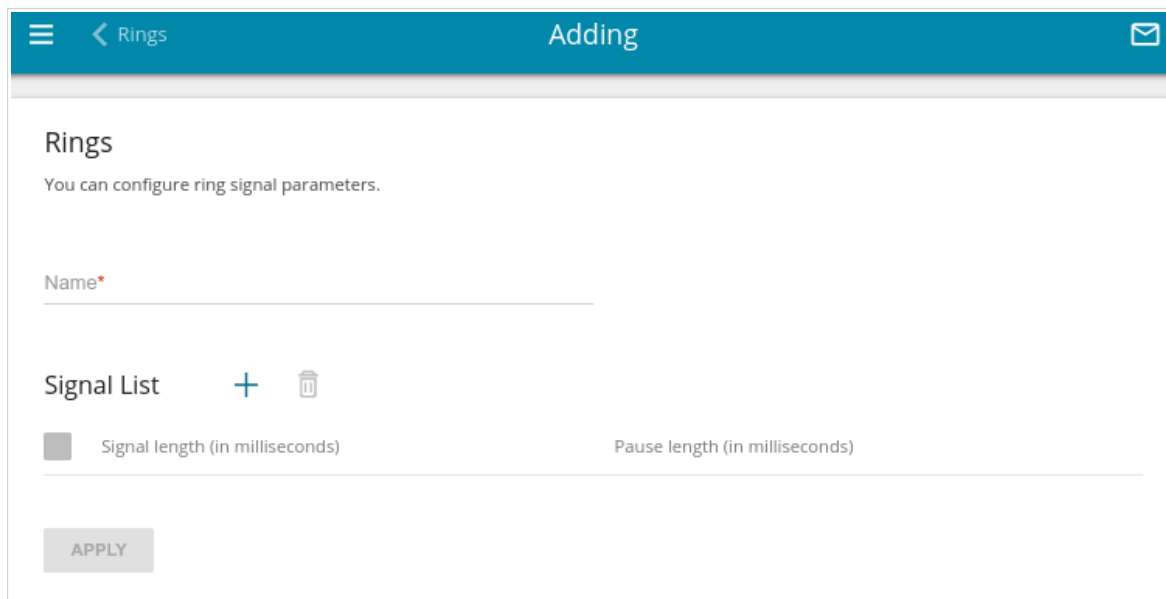 Rings
Adding
Rings
You can configure ring signal parameters.
Name*
Signal List
Signal length (in milliseconds) Pause length (in milliseconds)
APPLY